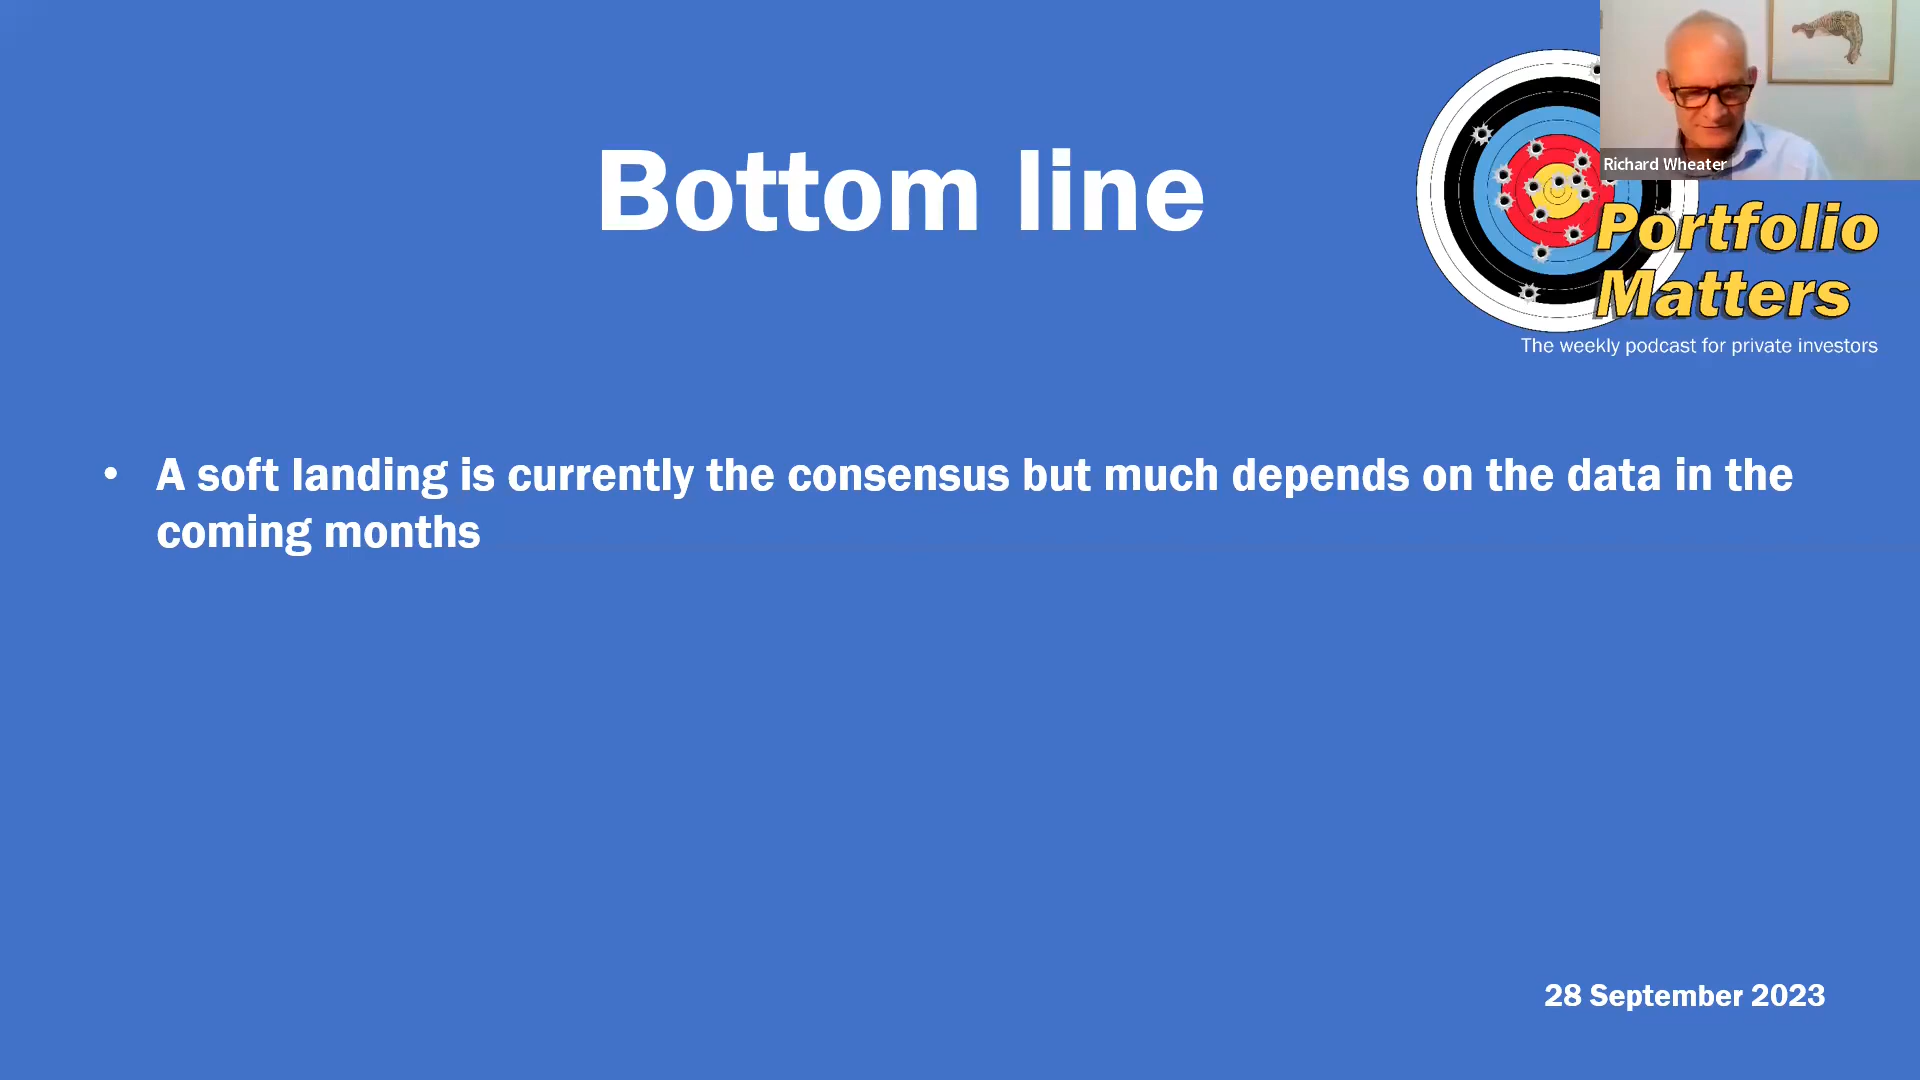 Bottom line
Richard Wheater
Portfolio
Matters
The weekly podcast for private investors
• A soft landing is currently the consensus but much depends on the data in the
coming months
28 September 2023